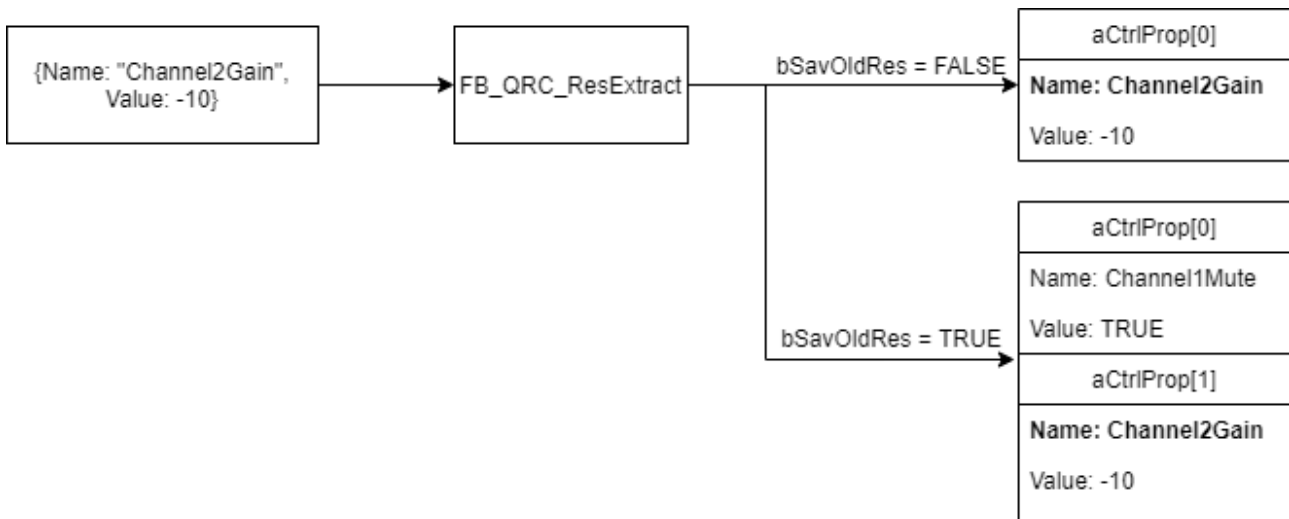 {Name: "Channel2Gain",
Value: -10}
FB_QRC_ResExtract
bSavOldRes = FALSE
aCtrlProp[0]
Name: Channel2Gain
Value: -10
bSavOldRes = TRUE
aCtrlProp[0]
Name: Channel1Mute
Value: TRUE
aCtrlProp[1]
Name: Channel2Gain
Value: -10